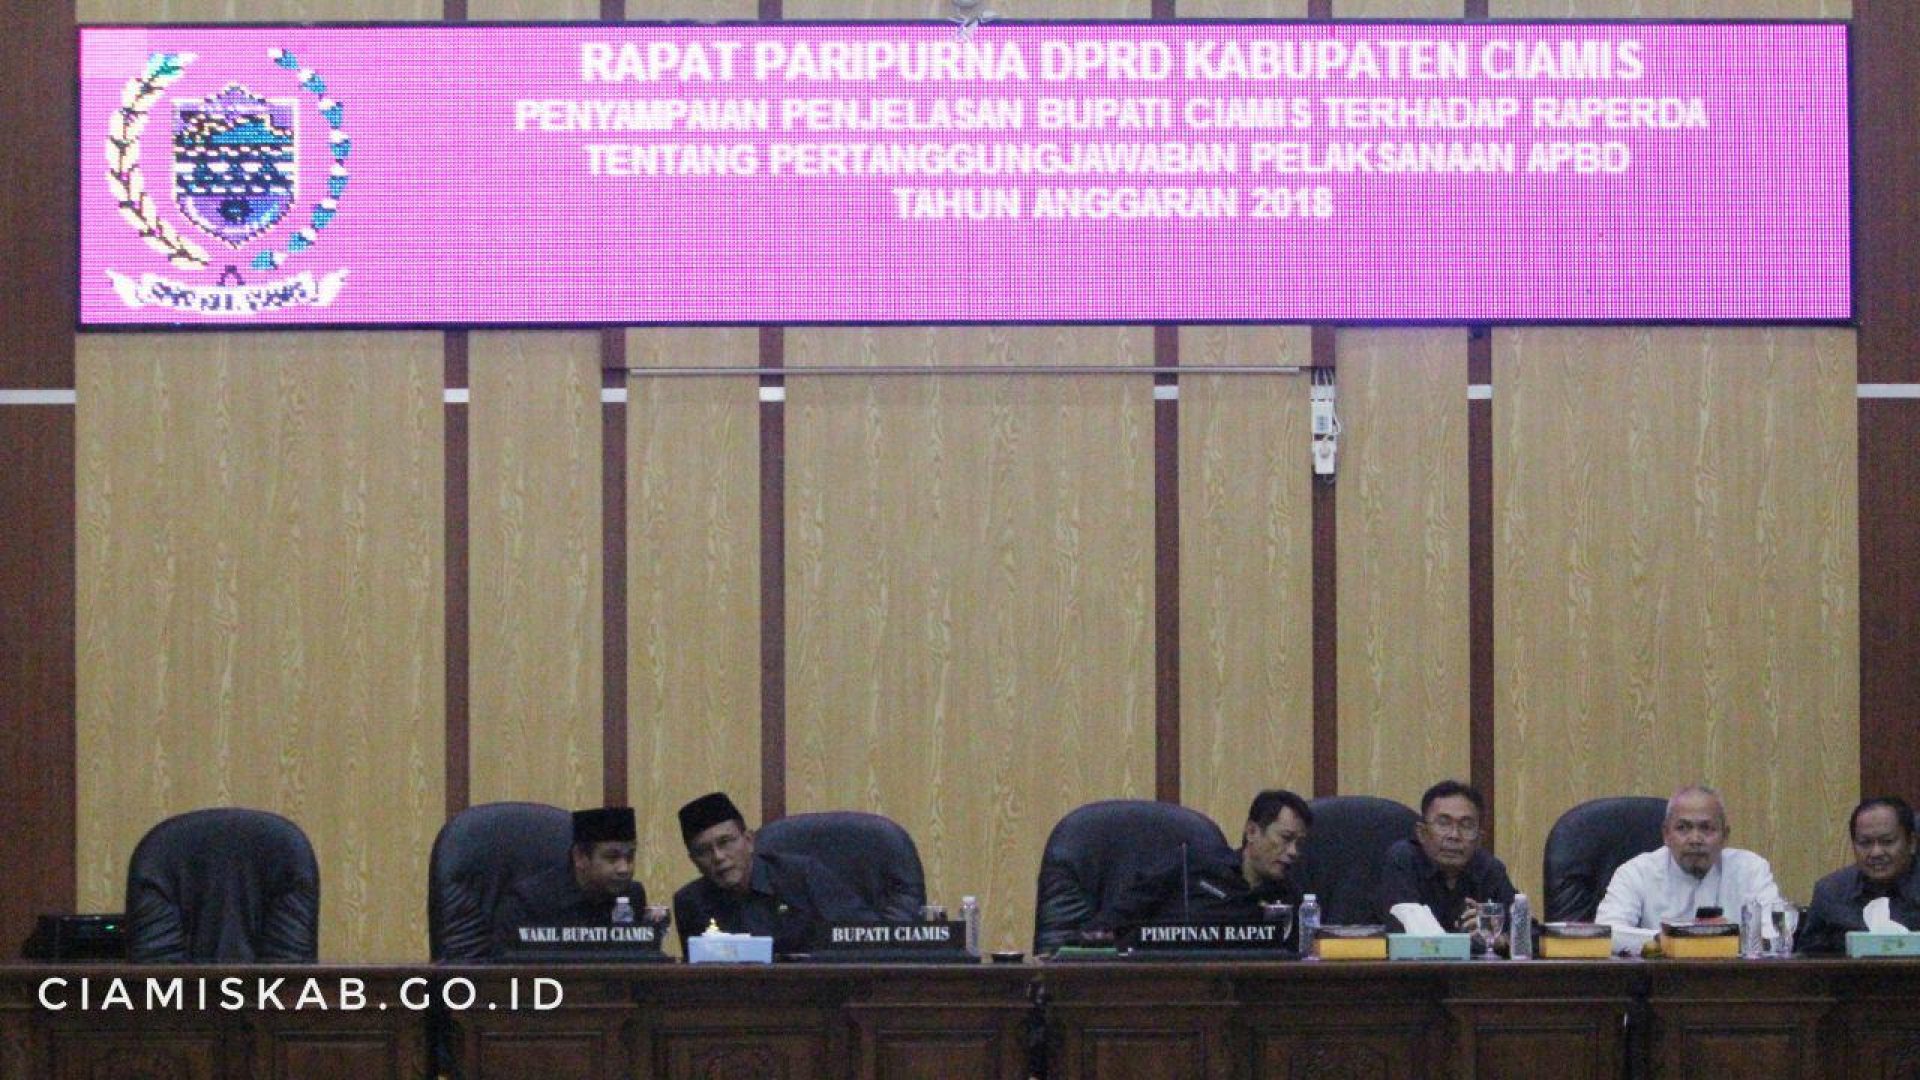 RAPAT PARIPURNA DPRD KABUPATEN CIAMIS
PENYAMPAIAN PENJELASAN BUPATI CIAMIS TERHADAP RAPERDA
TENTANG PERTANGGUNGJAWABAN PELAKSANAAN APBD
TAHUN ANGGARAN 2018
WAKIL BUPATI CIAMIS
BUPATI CIAMIS
PIMPINAN RAPAT
CIAMISKAB.GO.ID